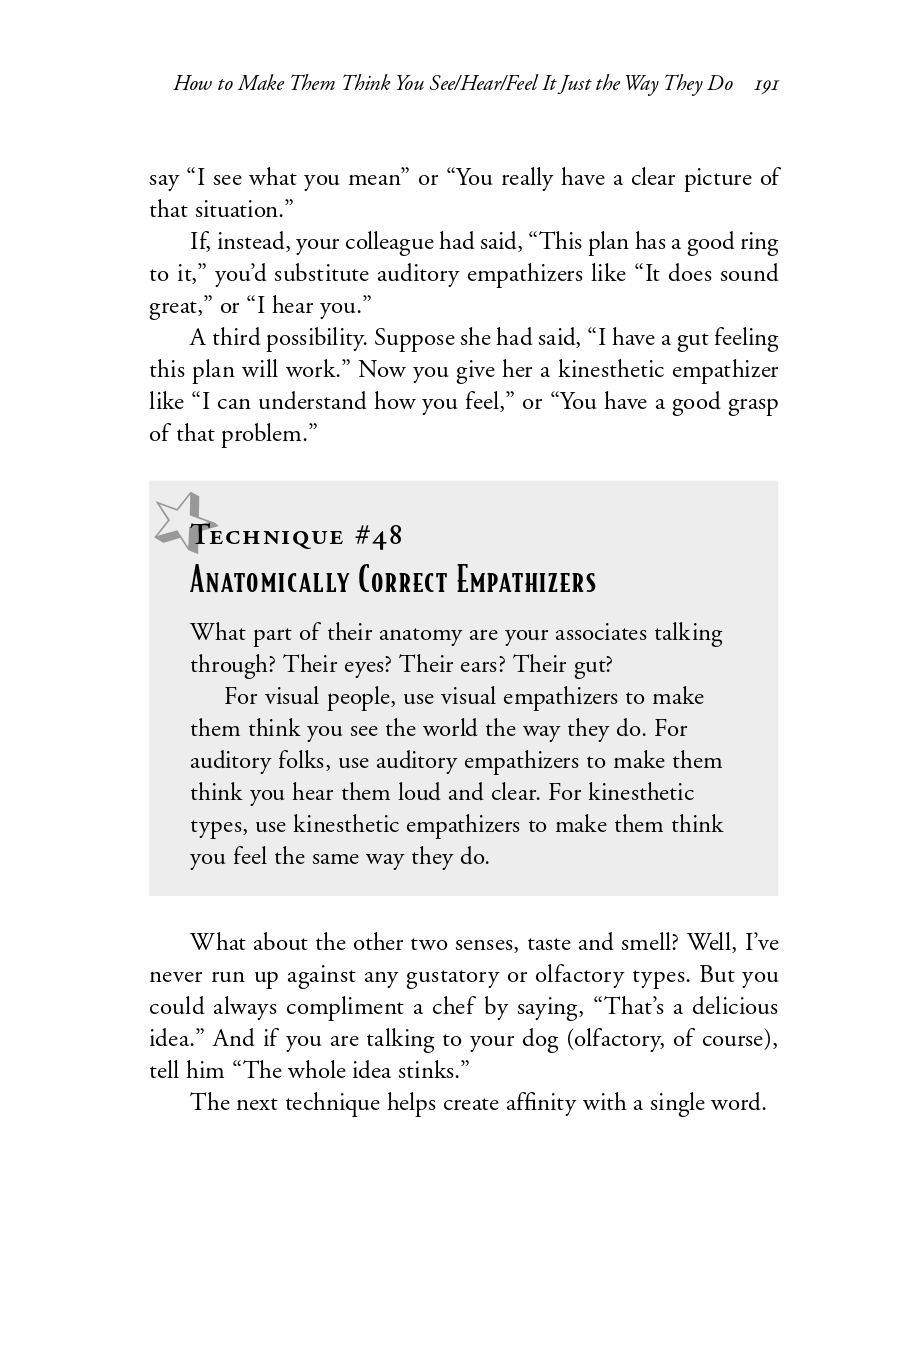 How to Make Them Think You See/Hear/Feel It Just the Way They Do 191
say “I see what you mean” or “You really have a clear picture of
that situation.”
If, instead, your colleague had said, “This plan has a good ring
to it,” you’d substitute auditory empathizers like “It does sound
great,” or “I hear you.”
A third possibility. Suppose she had said, “I have a gut feeling
this plan will work.” Now you give her a kinesthetic empathizer
like “I can understand how you feel,” or “You have a good grasp
of that problem.”
Technique #48
Anatomically Correct Empathizers
What part of their anatomy are your associates talking
through? Their eyes? Their ears? Their gut?
For visual people, use visual empathizers to make
them think you see the world the way they do. For
auditory folks, use auditory empathizers to make them
think you hear them loud and clear. For kinesthetic
types, use kinesthetic empathizers to make them think
you feel the same way they do.
What about the other two senses, taste and smell? Well, I’ve
never run up against any gustatory or olfactory types. But you
could always compliment a chef by saying, “That’s a delicious
idea.” And if you are talking to your dog (olfactory, of course),
tell him “The whole idea stinks.”
The next technique helps create affinity with a single word.